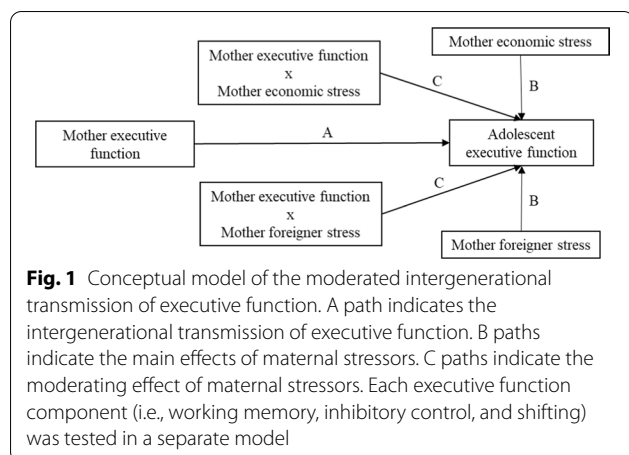 Mother economic stress
Mother executive function
x
Mother economic stress
C
B
A
Mother executive
function
Adolescent
executive function
C
B
Mother executive function
x
Mother foreigner stress
Mother foreigner stress
Fig. 1 Conceptual model of the moderated intergenerational
transmission of executive function. A path indicates the
intergenerational transmission of executive function. B paths
indicate the main effects of maternal stressors. C paths indicate the
moderating effect of maternal stressors. Each executive function
component (i.e., working memory, inhibitory control, and shifting)
was tested in a separate model